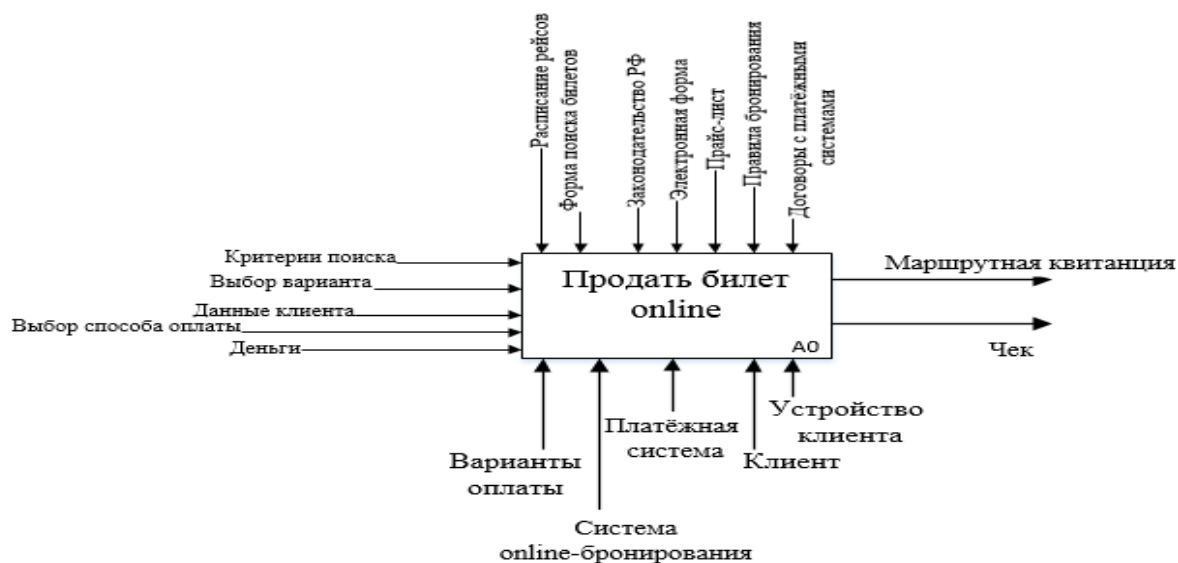 Расписание рейсов
Форма поиска билетов
Законодательство РФ
Электронная форма
Прайс-лист
Правила бронирования
Договоры с платёжными
системами
Критерии поиска
Выбор варианта
Данные клиента
Выбор способа оплаты
Деньги
Продать билет
online
A0
Маршрутная квитанция
Чек
Варианты
оплаты
Система
online-бронирования
Платёжная
система
Клиент
Устройство
клиента